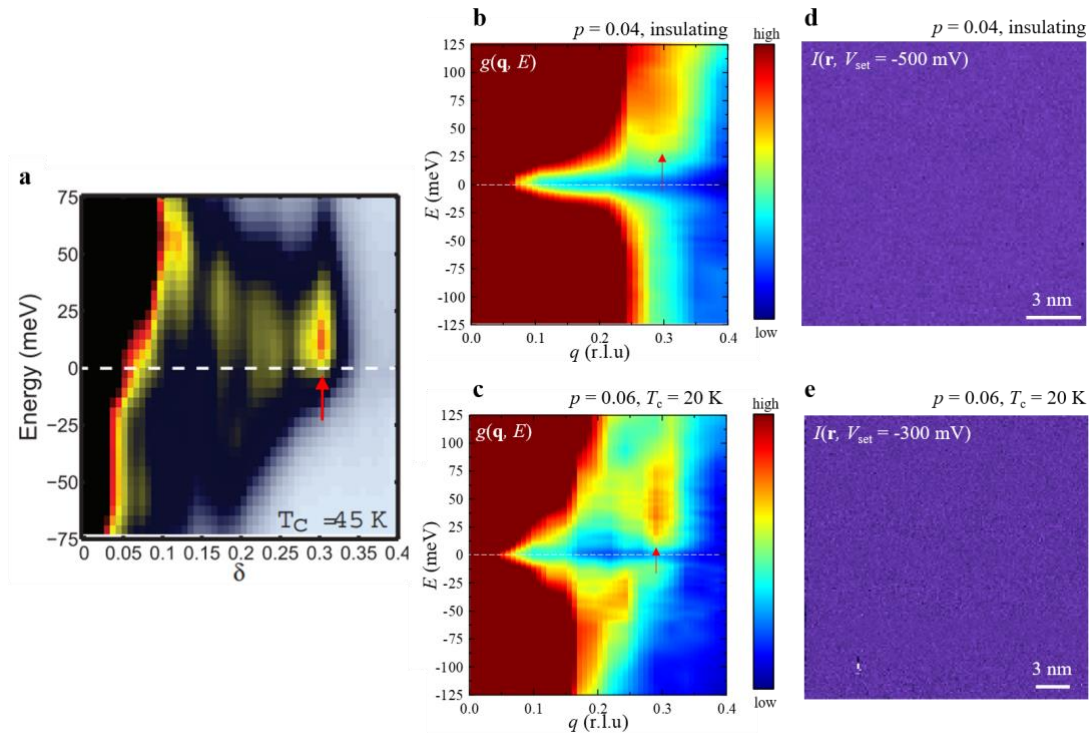 a
Energy (meV)
75
50
25
0
−25
−50
−75
0
0.05
0.1
0.15
0.2
0.25
0.3
0.35
0.4
δ
T_C =45 K
b
p = 0.04, insulating
g(q, E)
E (meV)
125
100
75
50
25
0
-25
-50
-75
-100
-125
0.0
0.1
0.2
0.3
0.4
q (r.l.u)
high
low
c
p = 0.06, T_c = 20 K
g(q, E)
E (meV)
125
100
75
50
25
0
-25
-50
-75
-100
-125
0.0
0.1
0.2
0.3
0.4
q (r.l.u)
high
low
d
p = 0.04, insulating
I(r, V_set = -500 mV)
3 nm
e
p = 0.06, T_c = 20 K
I(r, V_set = -300 mV)
3 nm